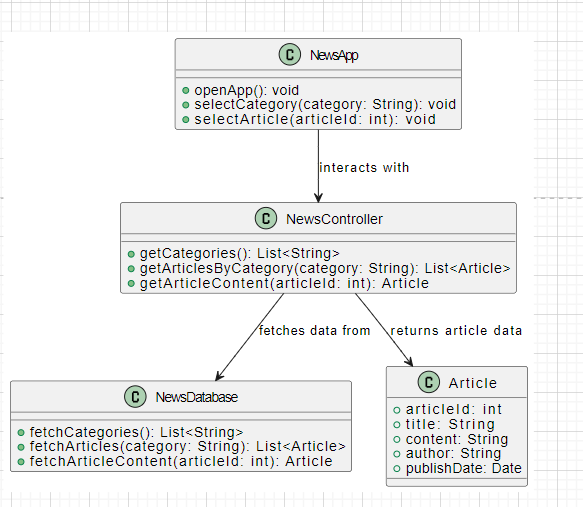 C NewsApp
openApp(): void
selectCategory(category: String): void
selectArticle(articleId: int): void
interacts with
C NewsController
getCategories(): List<String>
getArticlesByCategory(category: String): List<Article>
getArticleContent(articleId: int): Article
fetches data from
returns article data
C NewsDatabase
fetchCategories(): List<String>
fetchArticles(category: String): List<Article>
fetchArticleContent(articleId: int): Article
C Article
articleId: int
title: String
content: String
author: String
publishDate: Date